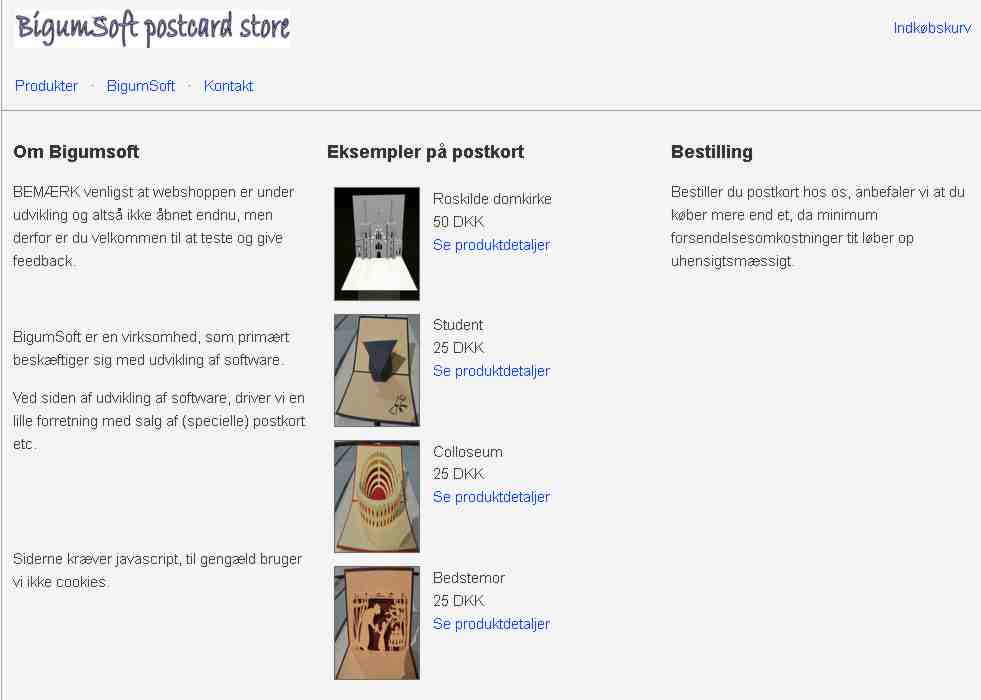 BigumSoft postcard store
Indkøbskurv
Produkter · BigumSoft · Kontakt
Om Bigumsoft
BEMÆRK venligst at webshoppen er under
udvikling og altså ikke åbnet endnu, men
derfor er du velkommen til at teste og give
feedback.
BigumSoft er en virksomhed, som primært
beskæftiger sig med udvikling af software.
Ved siden af udvikling af software, driver vi en
lille forretning med salg af (specielle) postkort
etc.
Siderne kræver javascript, til gengæld bruger
vi ikke cookies.
Eksempler på postkort
Roskilde domkirke
50 DKK
Se produktdetaljer
Student
25 DKK
Se produktdetaljer
Colloseum
25 DKK
Se produktdetaljer
Bedstemor
25 DKK
Se produktdetaljer
Bestilling
Bestiller du postkort hos os, anbefaler vi at du
køber mere end et, da minimum
forsendelsesomkostninger tit løber op
uhensigtsmæssigt.